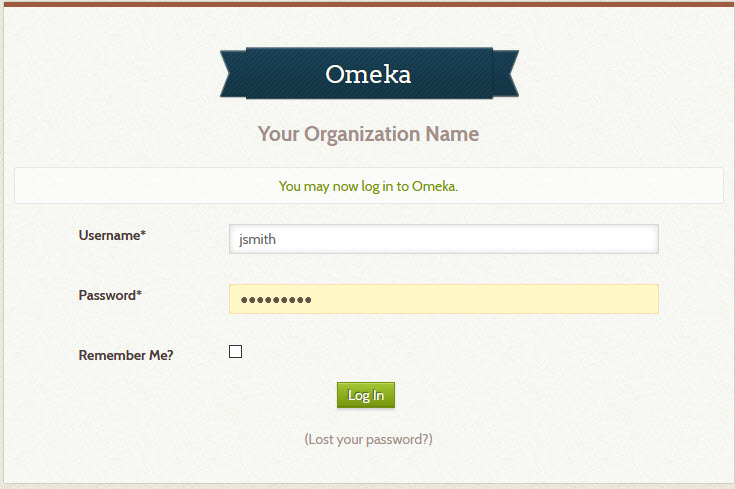 Omeka
Your Organization Name
You may now log in to Omeka.
Username*
jsmith
Password*
•••••••••
Remember Me?
Log In
(Lost your password?)